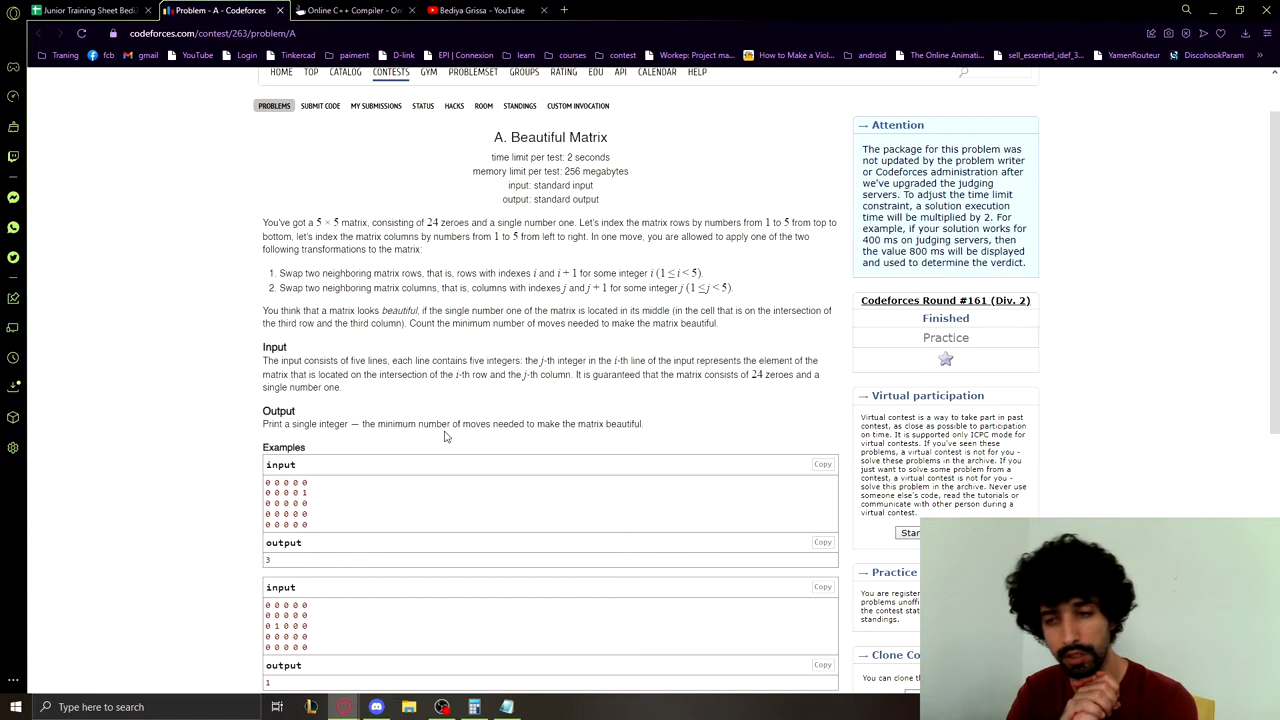 Junior Training Sheet Bedi
Problem - A - Codeforces
Online C++ Compiler - Onl
Bediya Grissa - YouTube
codeforces.com/contest/263/problem/A
Traning
fcb
gmail
YouTube
Login
Tinkercad
paiment
D-link
EPI | Connexion
learn
courses
contest
Workep: Project ma...
How to Make a Viol...
android
The Online Animati...
sell_essentiel_idef_3...
YamenRouteur
DiscohookParam
HOME TOP CATALOG CONTESTS GYM PROBLEMSET GROUPS RATING EDU API CALENDAR HELP
PROBLEMS SUBMIT CODE MY SUBMISSIONS STATUS HACKS ROOM STANDINGS CUSTOM INVOCATION
A. Beautiful Matrix
time limit per test: 2 seconds
memory limit per test: 256 megabytes
input: standard input
output: standard output
You've got a 5 × 5 matrix, consisting of 24 zeroes and a single number one. Let's index the matrix rows by numbers from 1 to 5 from top to
bottom, let's index the matrix columns by numbers from 1 to 5 from left to right. In one move, you are allowed to apply one of the two
following transformations to the matrix:
1. Swap two neighboring matrix rows, that is, rows with indexes i and i + 1 for some integer i (1 ≤ i < 5).
2. Swap two neighboring matrix columns, that is, columns with indexes j and j + 1 for some integer j (1 ≤ j < 5).
You think that a matrix looks beautiful, if the single number one of the matrix is located in its middle (in the cell that is on the intersection of
the third row and the third column). Count the minimum number of moves needed to make the matrix beautiful.
Input
The input consists of five lines, each line contains five integers: the j-th integer in the i-th line of the input represents the element of the
matrix that is located on the intersection of the i-th row and the j-th column. It is guaranteed that the matrix consists of 24 zeroes and a
single number one.
Output
Print a single integer — the minimum number of moves needed to make the matrix beautiful.
Examples
input
Copy
0 0 0 0 0
0 0 0 0 1
0 0 0 0 0
0 0 0 0 0
0 0 0 0 0
output
Copy
3
input
Copy
0 0 0 0 0
0 0 0 0 0
0 1 0 0 0
0 0 0 0 0
0 0 0 0 0
output
Copy
1
→ Attention
The package for this problem was
not updated by the problem writer
or Codeforces administration after
we've upgraded the judging
servers. To adjust the time limit
constraint, a solution execution
time will be multiplied by 2. For
example, if your solution works for
400 ms on judging servers, then
the value 800 ms will be displayed
and used to determine the verdict.
Codeforces Round #161 (Div. 2)
Finished
Practice
→ Virtual participation
Virtual contest is a way to take part in past
contest, as close as possible to participation
on time. It is supported only ICPC mode for
virtual contests. If you've seen these
problems, a virtual contest is not for you -
solve these problems in the archive. If you
just want to solve some problem from a
contest, a virtual contest is not for you -
solve this problem in the archive. Never use
someone else's code, read the tutorials or
communicate with other person during a
virtual contest.
Star
→ Practice
You are register
problems unoffi
the contest stat
standings.
→ Clone Co
You can clone th
Type here to search